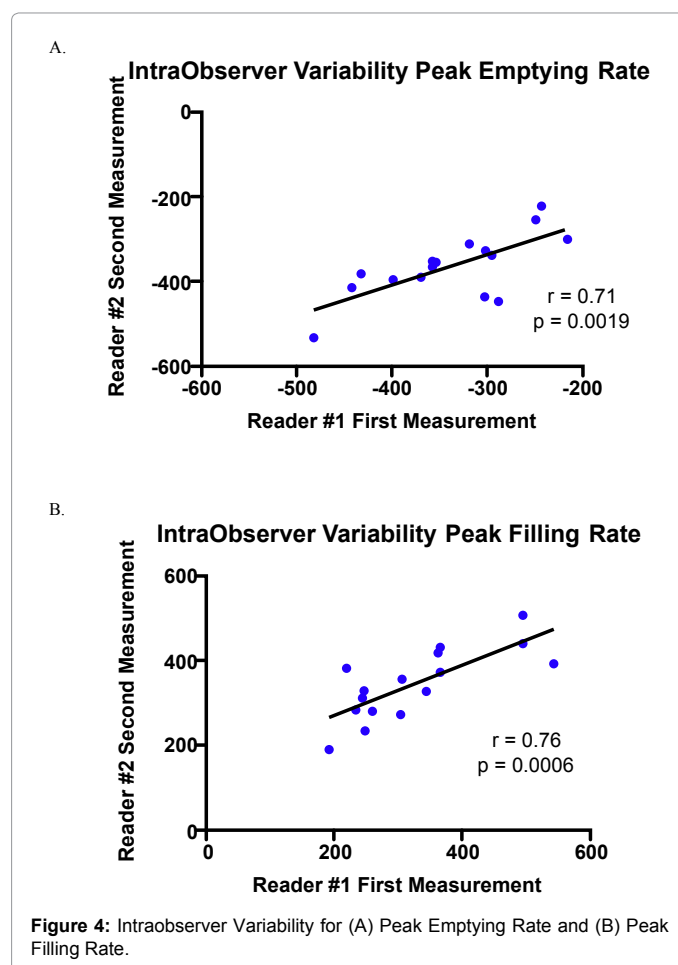 A.
IntraObserver Variability Peak Emptying Rate
Reader #2 Second Measurement
0
-200
-400
-600
-600
-500
-400
-300
-200
r = 0.71
p = 0.0019
Reader #1 First Measurement
B.
IntraObserver Variability Peak Filling Rate
Reader #2 Second Measurement
600
400
200
0
0
200
400
600
r = 0.76
p = 0.0006
Reader #1 First Measurement
Figure 4: Intraobserver Variability for (A) Peak Emptying Rate and (B) Peak
Filling Rate.